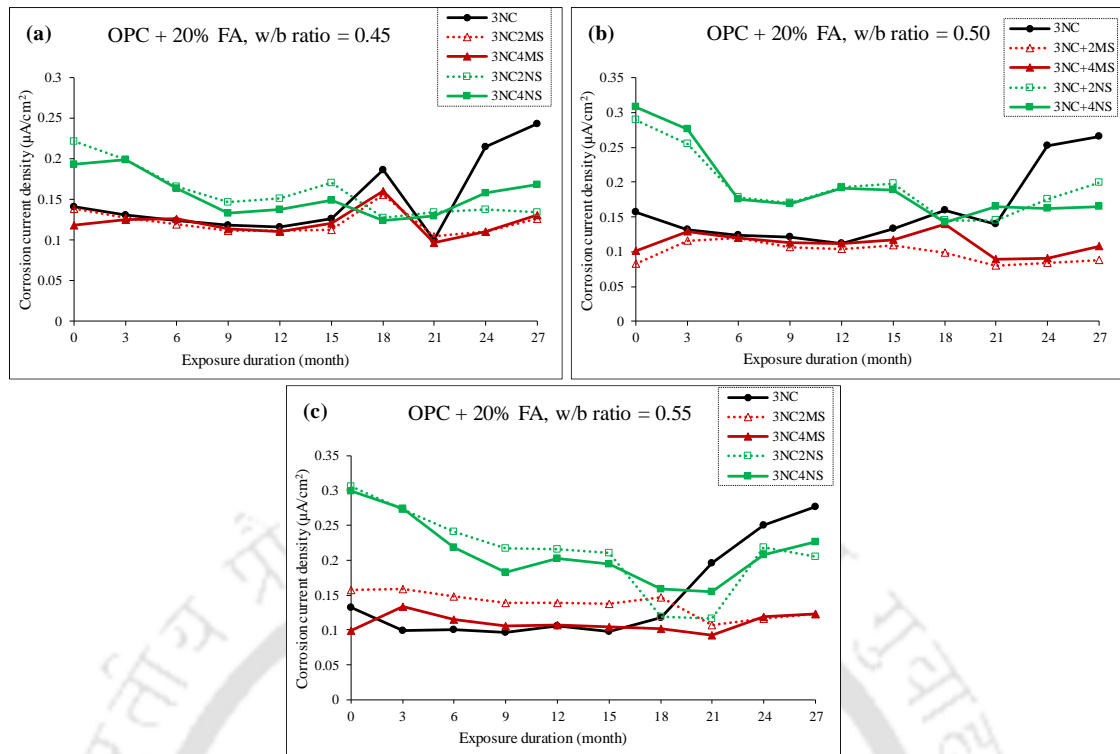 (a)
OPC + 20% FA, w/b ratio = 0.45
3NC
3NC2MS
3NC4MS
3NC2NS
3NC4NS
Corrosion current density (µA/cm²)
0.3
0.25
0.2
0.15
0.1
0.05
0
0 3 6 9 12 15 18 21 24 27
Exposure duration (month)
(b)
OPC + 20% FA, w/b ratio = 0.50
3NC
3NC+2MS
3NC+4MS
3NC+2NS
3NC+4NS
Corrosion current density (µA/cm²)
0.35
0.3
0.25
0.2
0.15
0.1
0.05
0
0 3 6 9 12 15 18 21 24 27
Exposure duration (month)
(c)
OPC + 20% FA, w/b ratio = 0.55
3NC
3NC2MS
3NC4MS
3NC2NS
3NC4NS
Corrosion current density (µA/cm²)
0.35
0.3
0.25
0.2
0.15
0.1
0.05
0
0 3 6 9 12 15 18 21 24 27
Exposure duration (month)